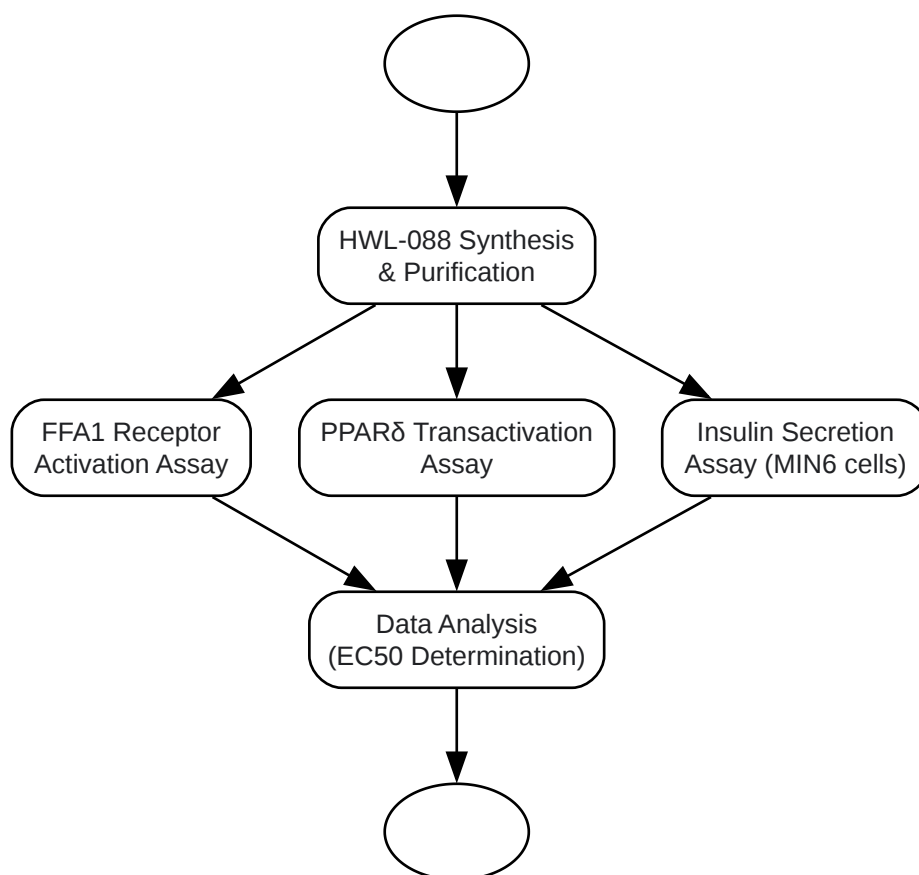 HWL-088 Synthesis
& Purification
FFA1 Receptor
Activation Assay
PPARδ Transactivation
Assay
Insulin Secretion
Assay (MIN6 cells)
Data Analysis
(EC50 Determination)